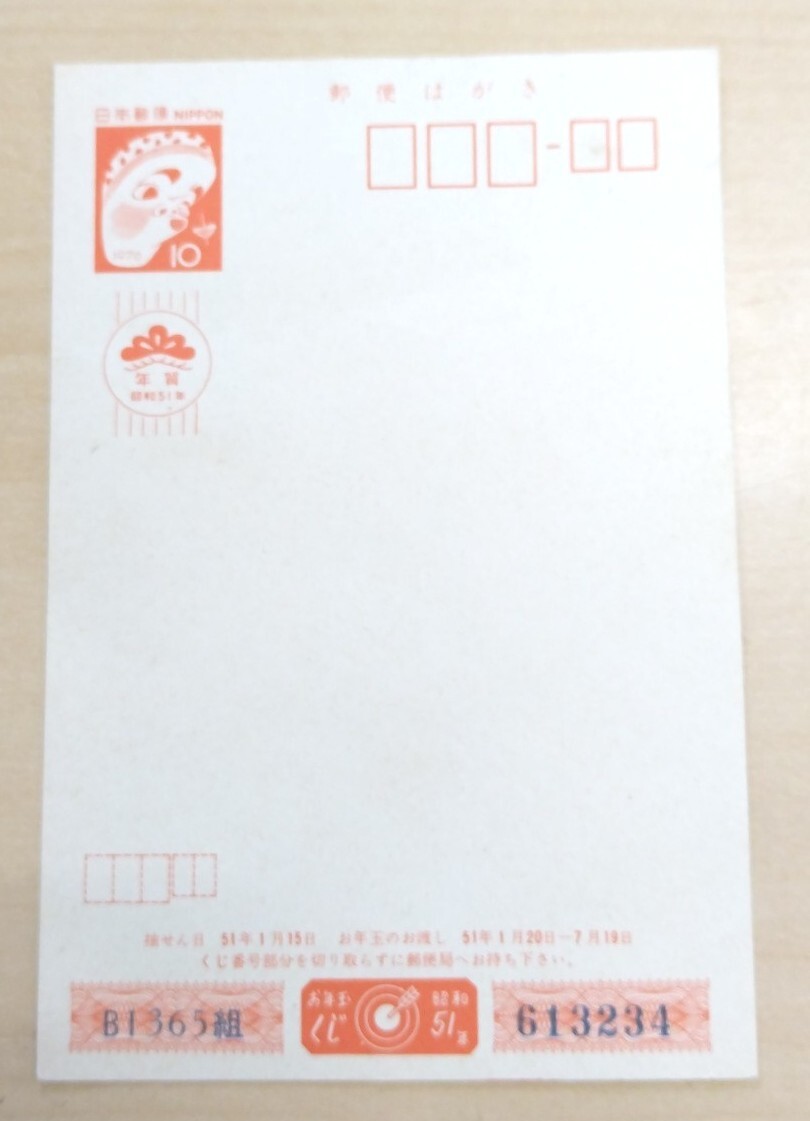 郵便はがき
日本郵便 NIPPON
1976
10
年賀
昭和51年
抽せん日 51年1月15日 お年玉のお渡し 51年1月20日—7月19日
くじ番号部分を切り取らずに郵便局へお持ち下さい。
B1365組
お年玉くじ
昭和51年
613234